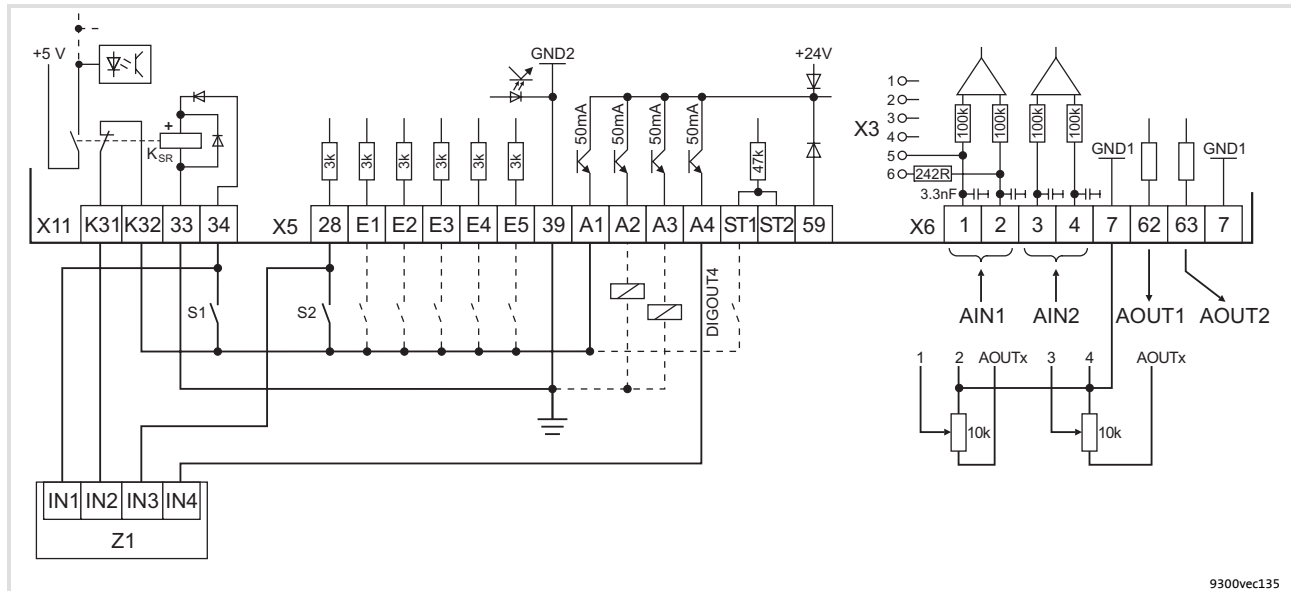 +5 V
GND2
+24V
+
K SR
3k
3k
3k
3k
3k
3k
50mA
50mA
50mA
50mA
47k
X3
1
2
3
4
5
6
242R
3.3nF
100k
100k
100k
100k
GND1
GND1
X11 K31 K32 33 34
X5 28 E1 E2 E3 E4 E5 39 A1 A2 A3 A4 ST1 ST2 59
X6 1 2 3 4 7 62 63 7
S1
S2
DIGOUT4
AIN1 AIN2 AOUT1 AOUT2
1 2 AOUTx 3 4 AOUTx
10k
10k
IN1 IN2 IN3 IN4
Z1
9300vec135